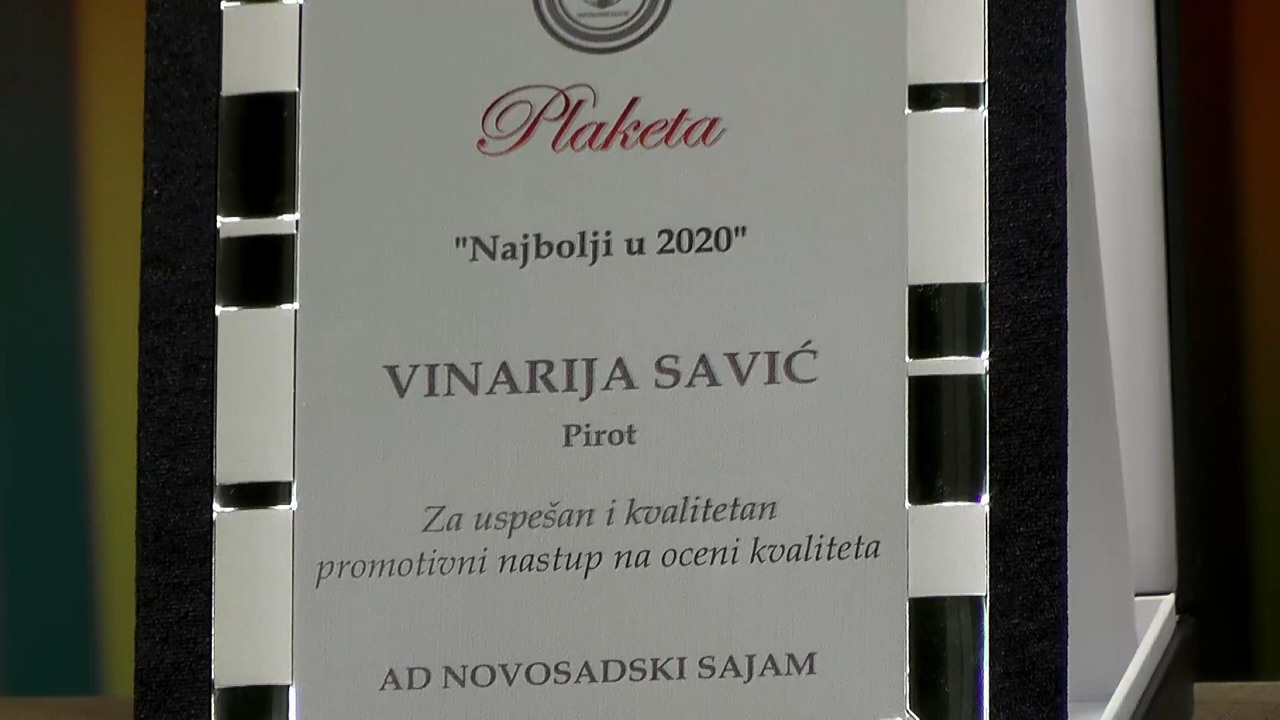 Plaketa
"Najbolji u 2020"
VINARIJA SAVIĆ
Pirot
Za uspešan i kvalitetan
promotivni nastup na oceni kvaliteta
AD NOVOSADSKI SAJAM